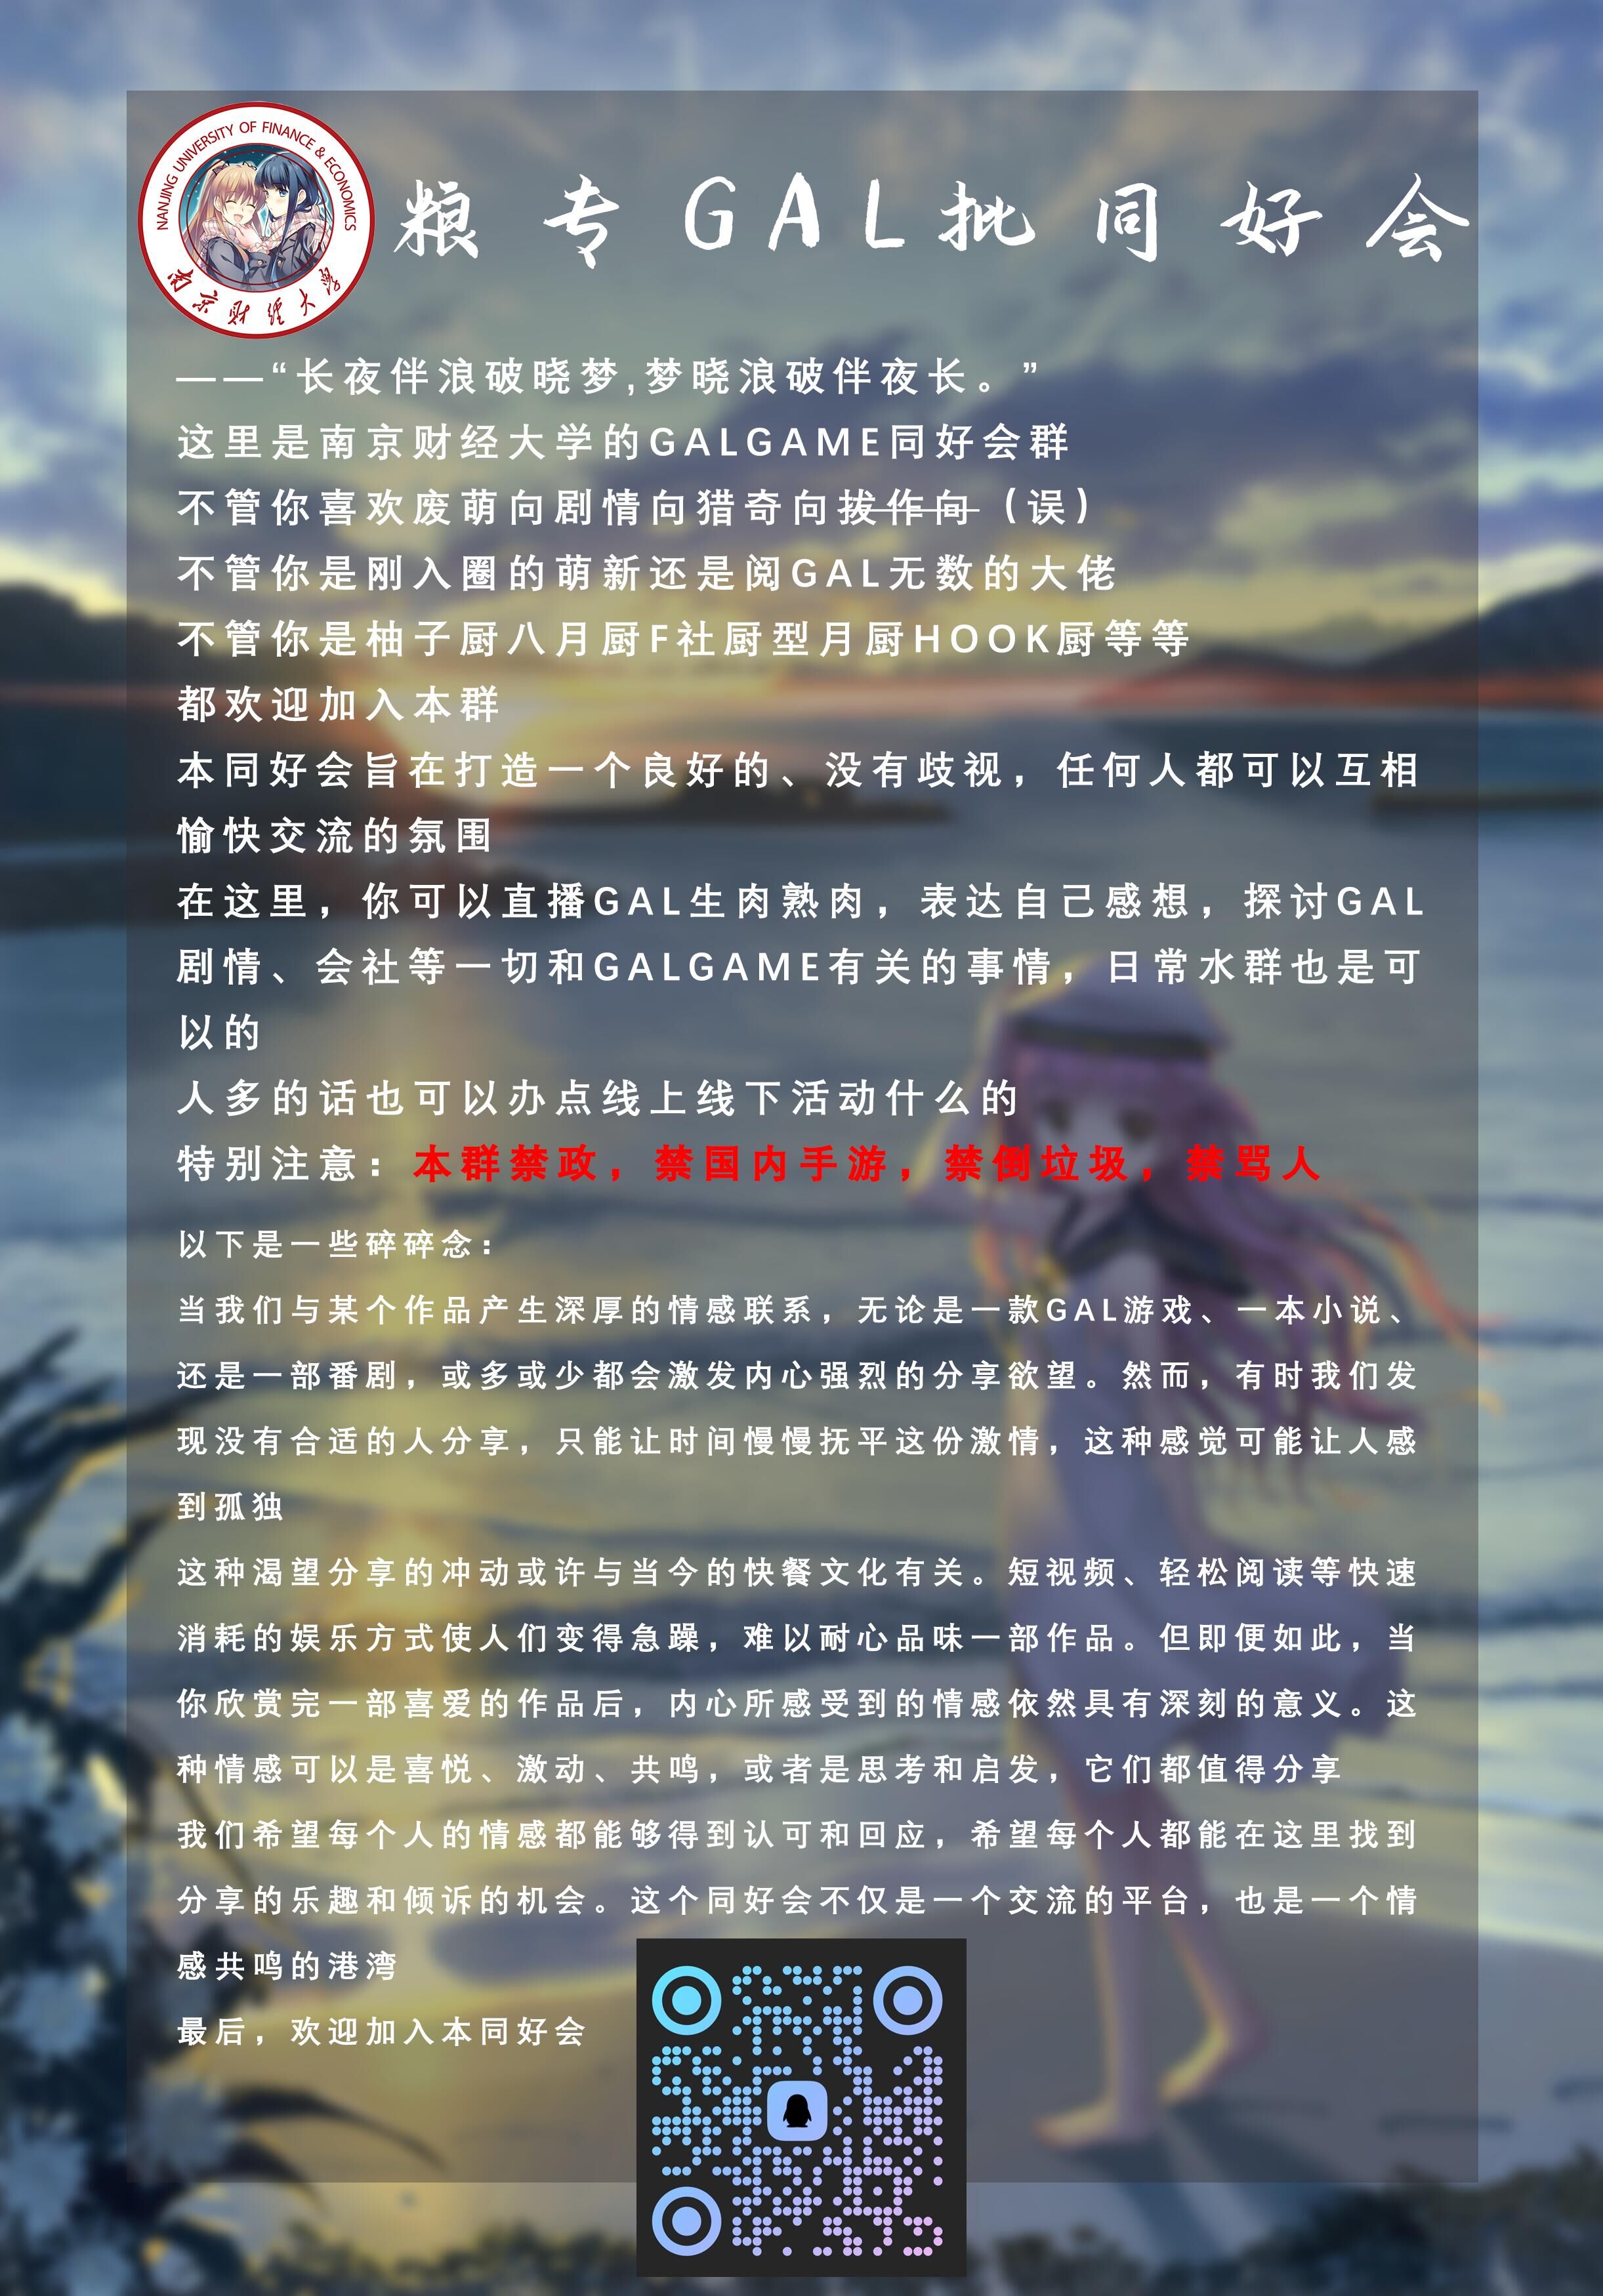 NANJING UNIVERSITY OF FINANCE & ECONOMICS
南京财经大学
粮专GAL批同好会
——“长夜伴浪破晓梦,梦晓浪破伴夜长。”
这里是南京财经大学的GALGAME同好会群
不管你喜欢废萌向剧情向猎奇向拔作向（误）
不管你是刚入圈的萌新还是阅GAL无数的大佬
不管你是柚子厨八月厨F社厨型月厨HOOK厨等等
都欢迎加入本群
本同好会旨在打造一个良好的、没有歧视，任何人都可以互相
愉快交流的氛围
在这里，你可以直播GAL生肉熟肉，表达自己感想，探讨GAL
剧情、会社等一切和GALGAME有关的事情，日常水群也是可
以的
人多的话也可以办点线上线下活动什么的
特别注意：本群禁政，禁国内手游，禁倒垃圾，禁骂人
以下是一些碎碎念：
当我们与某个作品产生深厚的情感联系，无论是一款GAL游戏、一本小说、
还是一部番剧，或多或少都会激发内心强烈的分享欲望。然而，有时我们发
现没有合适的人分享，只能让时间慢慢抚平这份激情，这种感觉可能让人感
到孤独
这种渴望分享的冲动或许与当今的快餐文化有关。短视频、轻松阅读等快速
消耗的娱乐方式使人们变得急躁，难以耐心品味一部作品。但即便如此，当
你欣赏完一部喜爱的作品后，内心所感受到的情感依然具有深刻的意义。这
种情感可以是喜悦、激动、共鸣，或者是思考和启发，它们都值得分享
我们希望每个人的情感都能够得到认可和回应，希望每个人都能在这里找到
分享的乐趣和倾诉的机会。这个同好会不仅是一个交流的平台，也是一个情
感共鸣的港湾
最后，欢迎加入本同好会